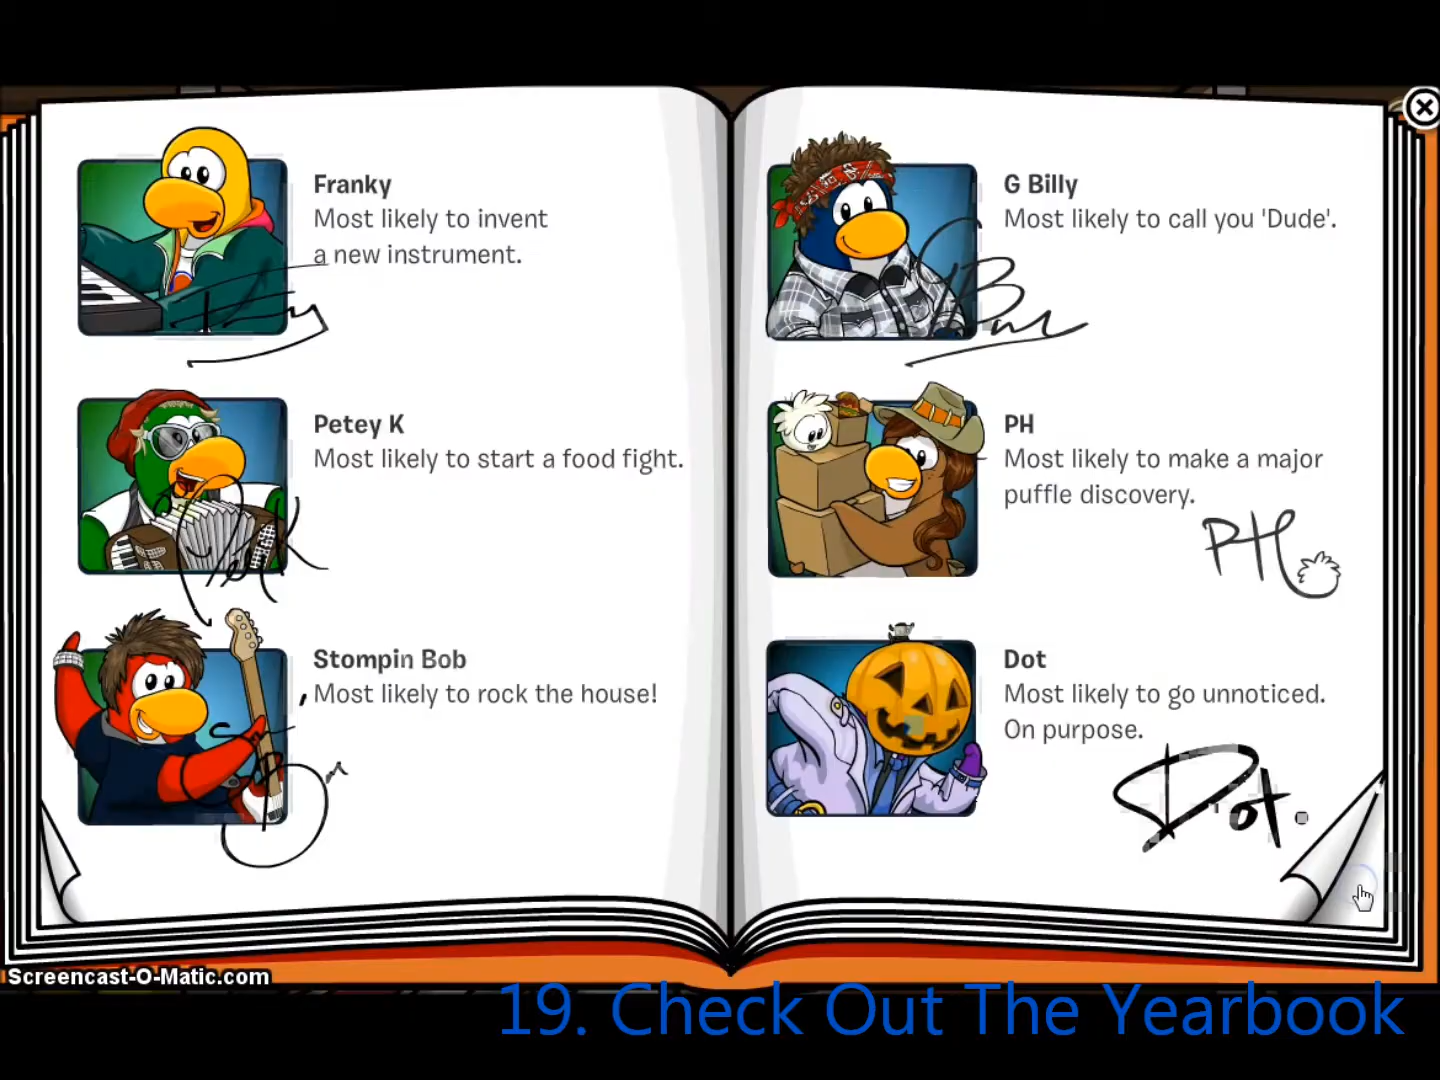 Franky
Most likely to invent
a new instrument.
Petey K
Most likely to start a food fight.
Stompin Bob
Most likely to rock the house!
G Billy
Most likely to call you 'Dude'.
PH
Most likely to make a major
puffle discovery.
PH
Dot
Most likely to go unnoticed.
On purpose.
Dot.
Screencast-O-Matic.com
19. Check Out The Yearbook